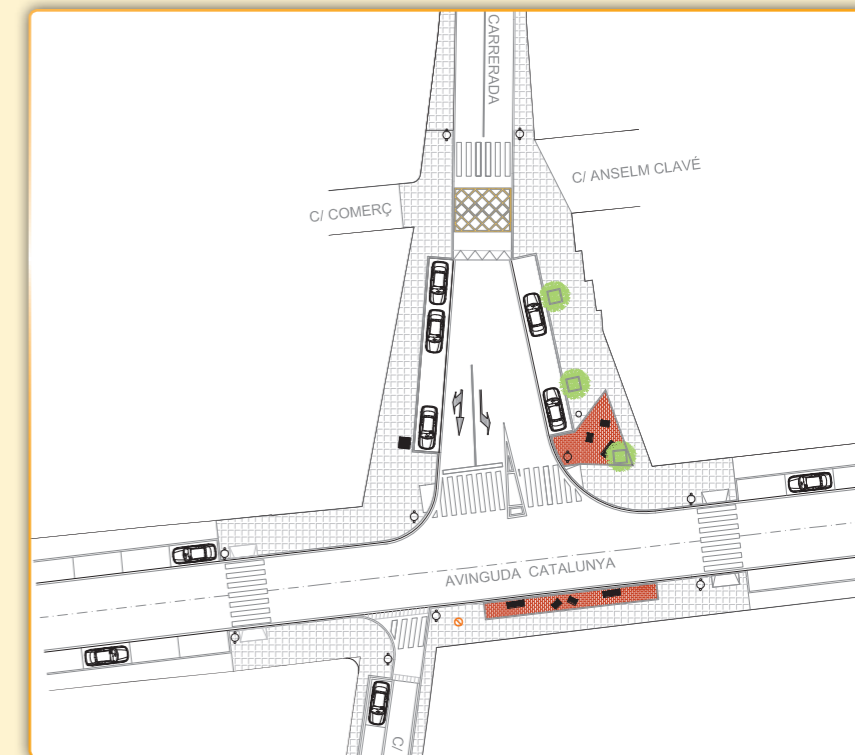 CARRERADA
C/ ANSELM CLAVÉ
C/ COMERÇ
AVINGUDA CATALUNYA
C/